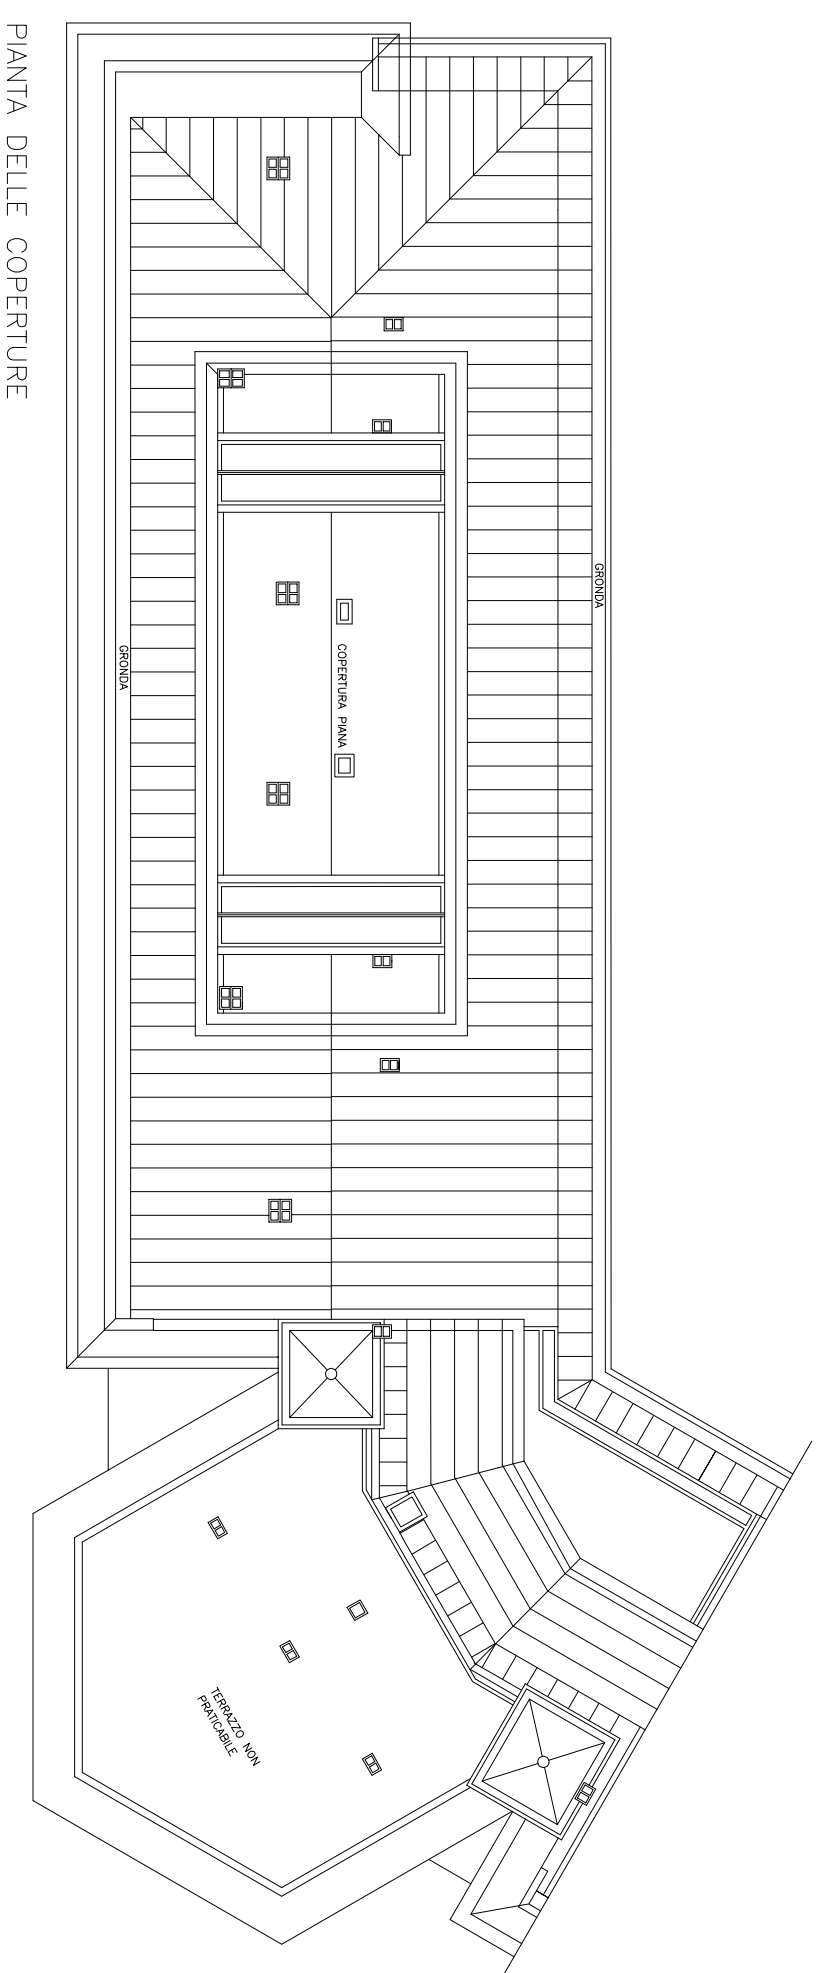 PIANTA DELLE COPERTURE
GRONDA
GRONDA
COPERTURA PIANA
TERRAZZO NON
PRATICABILE